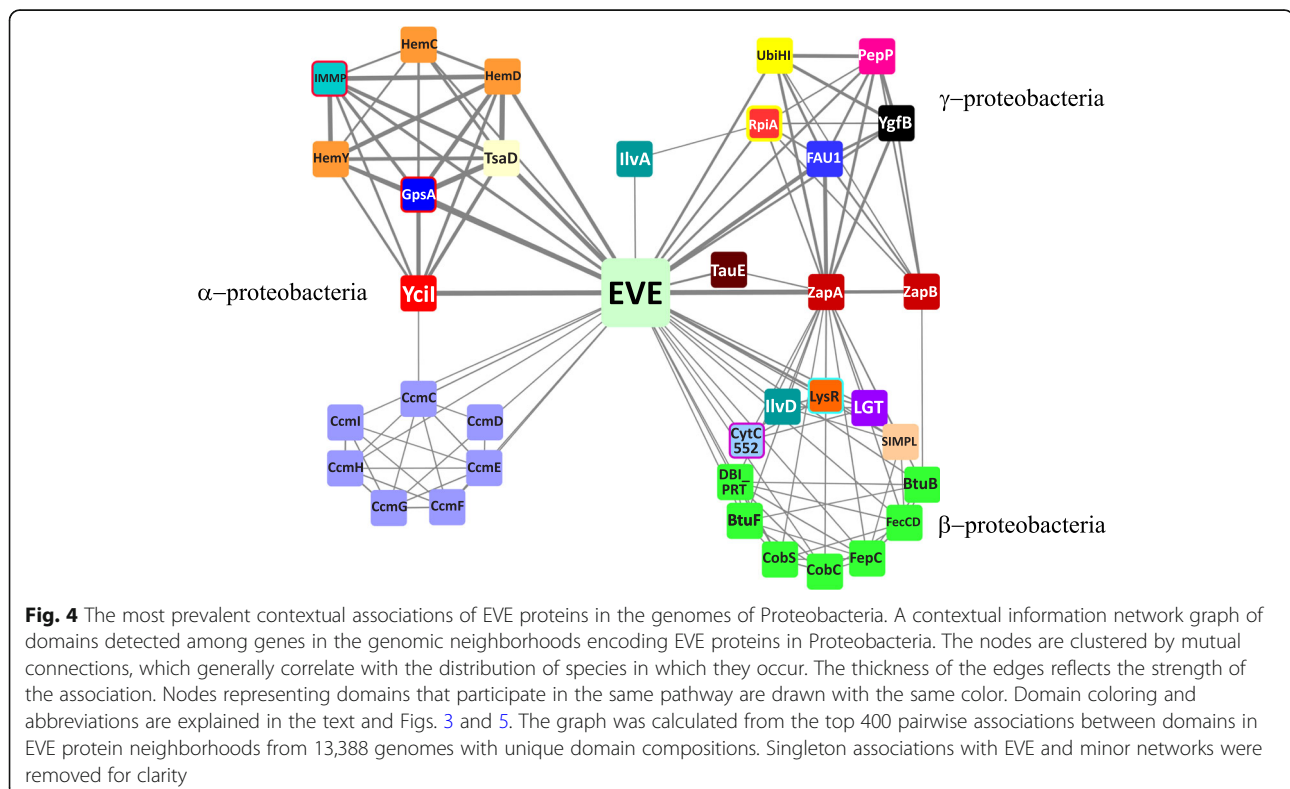 HemC
IMMP
HemD
HemY
TsaD
GpsA
YciI
α−proteobacteria
UbiHI
PepP
γ−proteobacteria
RpiA
YgfB
IlvA
FAU1
TauE
EVE
ZapA
ZapB
CcmC
CcmI
CcmD
CcmH
CcmE
CcmG
CcmF
IlvD
LysR
LGT
CytC
552
SIMPL
DBI_
PRT
BtuB
BtuF
FecCD
β−proteobacteria
CobS
CobC
FepC
Fig. 4 The most prevalent contextual associations of EVE proteins in the genomes of Proteobacteria. A contextual information network graph of
domains detected among genes in the genomic neighborhoods encoding EVE proteins in Proteobacteria. The nodes are clustered by mutual
connections, which generally correlate with the distribution of species in which they occur. The thickness of the edges reflects the strength of
the association. Nodes representing domains that participate in the same pathway are drawn with the same color. Domain coloring and
abbreviations are explained in the text and Figs. 3 and 5. The graph was calculated from the top 400 pairwise associations between domains in
EVE protein neighborhoods from 13,388 genomes with unique domain compositions. Singleton associations with EVE and minor networks were
removed for clarity